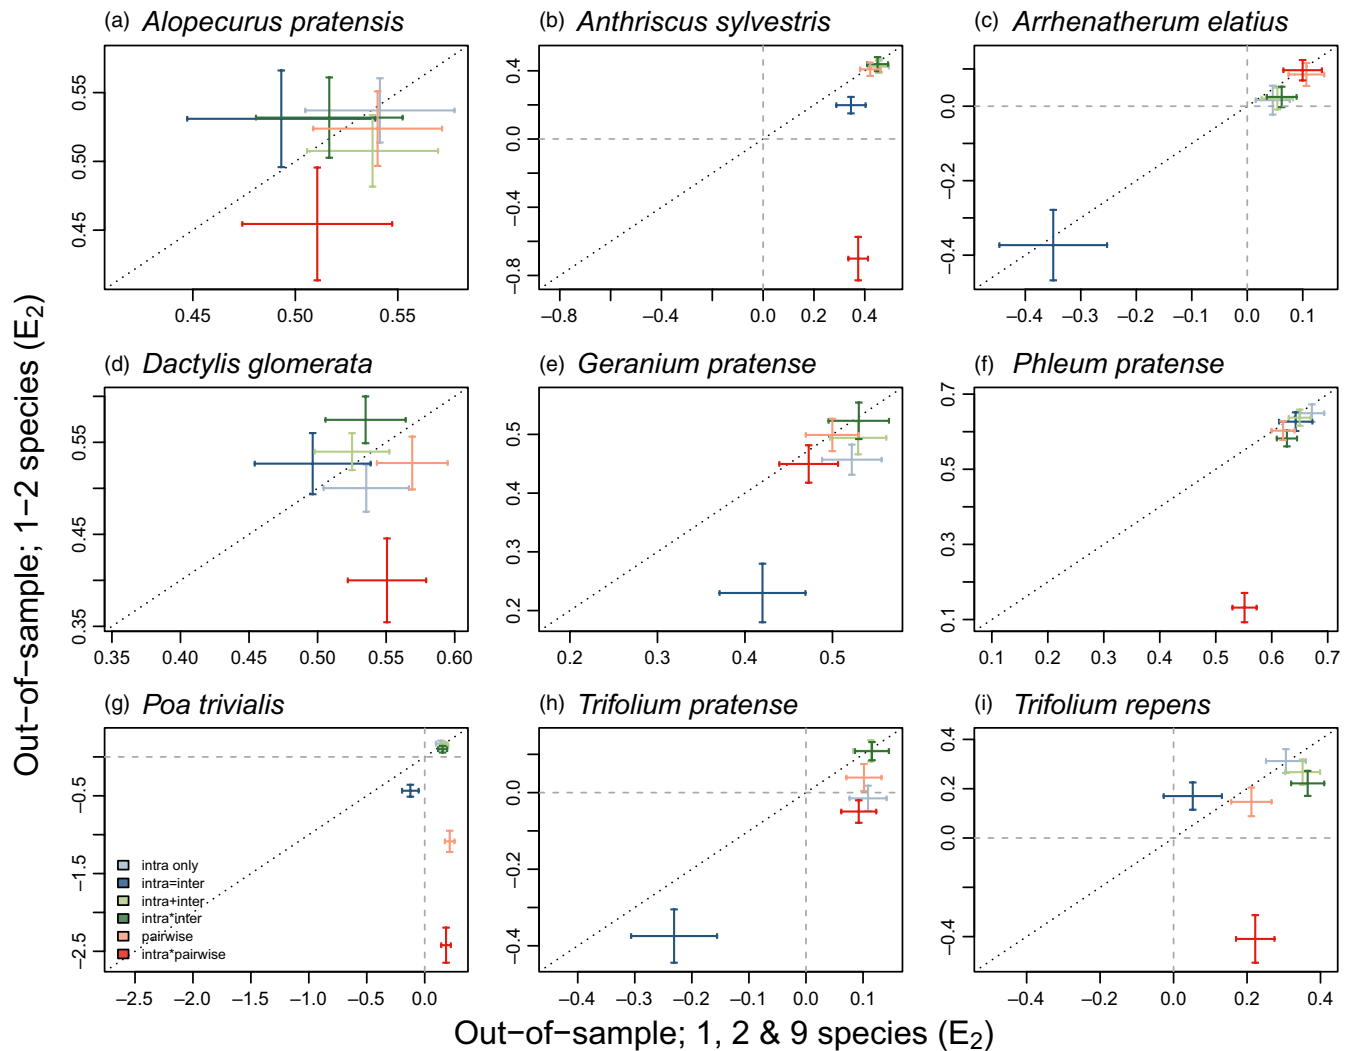 (a) Alopecurus pratensis
0.55
0.50
0.45
0.45 0.50 0.55
(b) Anthriscus sylvestris
0.4
0.0
−0.4
−0.8
−0.8 −0.4 0.0 0.2 0.4
(c) Arrhenatherum elatius
0.0
−0.2
−0.4
−0.4 −0.3 −0.2 −0.1 0.0 0.1
(d) Dactylis glomerata
0.55
0.45
0.35
0.35 0.40 0.45 0.50 0.55 0.60
(e) Geranium pratense
0.5
0.4
0.3
0.2
0.2 0.3 0.4 0.5
(f) Phleum pratense
0.7
0.5
0.3
0.1
0.1 0.2 0.3 0.4 0.5 0.6 0.7
(g) Poa trivialis
−0.5
−1.5
−2.5
intra only
intra=inter
intra+inter
intra*inter
pairwise
intra*pairwise
−2.5 −2.0 −1.5 −1.0 −0.5 0.0
(h) Trifolium pratense
0.0
−0.2
−0.4
−0.4 −0.3 −0.2 −0.1 0.0 0.1
(i) Trifolium repens
0.4
0.2
0.0
−0.4
−0.4 −0.2 0.0 0.2 0.4
Out−of−sample; 1−2 species (E2)
Out−of−sample; 1, 2 & 9 species (E2)